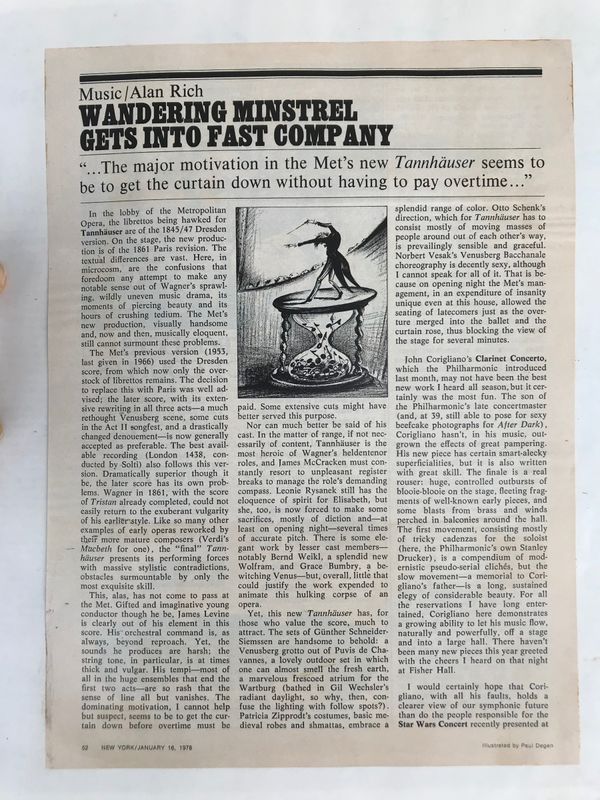 Music/Alan Rich
WANDERING MINSTREL
GETS INTO FAST COMPANY
“...The major motivation in the Met's new Tannhäuser seems to
be to get the curtain down without having to pay overtime...”
In the lobby of the Metropolitan
Opera, the librettos being hawked for
Tannhäuser are of the 1845/47 Dresden
version. On the stage, the new produc-
tion is of the 1861 Paris revision. The
textual differences are vast. Here, in
microcosm, are the confusions that
foredoom any attempt to make any
notable sense out of Wagner's sprawl-
ing, wildly uneven music drama, its
moments of piercing beauty and its
hours of crushing tedium. The Met's
new production, visually handsome
and, now and then, musically eloquent,
still cannot surmount these problems.
The Met's previous version (1953,
last given in 1966) used the Dresden
score, from which now only the over-
stock of librettos remains. The decision
to replace this with Paris was well ad-
vised; the later score, with its exten-
sive rewriting in all three acts—a much
rethought Venusberg scene, some cuts
in the Act II songfest, and a drastically
changed denouement—is now generally
accepted as preferable. The best avail-
able recording (London 1438, con-
ducted by Solti) also follows this ver-
sion. Dramatically superior though it
be, the later score has its own prob-
lems. Wagner in 1861, with the score
of Tristan already completed, could not
easily return to the exuberant vulgarity
of his earlier style. Like so many other
examples of early operas reworked by
their more mature composers (Verdi's
Macbeth for one), the “final” Tann-
häuser presents its performing forces
with massive stylistic contradictions,
obstacles surmountable by only the
most exquisite skill.
This, alas, has not come to pass at
the Met. Gifted and imaginative young
conductor though he be, James Levine
is clearly out of his element in this
score. His orchestral command is, as
always, beyond reproach. Yet, the
sounds he produces are harsh; the
string tone, in particular, is at times
thick and vulgar. His tempi—most of
all in the huge ensembles that end the
first two acts—are so rash that the
sense of line all but vanishes. The
dominating motivation, I cannot help
but suspect, seems to be to get the cur-
tain down before overtime must be
paid. Some extensive cuts might have
better served this purpose.
Nor can much better be said of his
cast. In the matter of range, if not nec-
essarily of content, Tannhäuser is the
most heroic of Wagner's heldentenor
roles, and James McCracken must con-
stantly resort to unpleasant register
breaks to manage the role's demanding
compass. Leonie Rysanek still has the
eloquence of spirit for Elisabeth, but
she, too, is now forced to make some
sacrifices, mostly of diction and—at
least on opening night—several times
of accurate pitch. There is some ele-
gant work by lesser cast members—
notably Bernd Weikl, a splendid new
Wolfram, and Grace Bumbry, a be-
witching Venus—but, overall, little that
could justify the work expended to
animate this hulking corpse of an
opera.
Yet, this new Tannhäuser has, for
those who value the score, much to
attract. The sets of Günther Schneider-
Siemssen are handsome to behold: a
Venusberg grotto out of Puvis de Cha-
vannes, a lovely outdoor set in which
one can almost smell the fresh earth,
a marvelous frescoed atrium for the
Wartburg (bathed in Gil Wechsler's
radiant daylight, so why, then, con-
fuse the lighting with follow spots?).
Patricia Zipprodt's costumes, basic me-
dieval robes and shmattas, embrace a
splendid range of color. Otto Schenk's
direction, which for Tannhäuser has to
consist mostly of moving masses of
people around out of each other's way,
is prevailingly sensible and graceful.
Norbert Vesak's Venusberg Bacchanale
choreography is decently sexy, although
I cannot speak for all of it. That is be-
cause on opening night the Met's man-
agement, in an expenditure of insanity
unique even at this house, allowed the
seating of latecomers just as the over-
ture merged into the ballet and the
curtain rose, thus blocking the view of
the stage for several minutes.
John Corigliano's Clarinet Concerto,
which the Philharmonic introduced
last month, may not have been the best
new work I heard all season, but it cer-
tainly was the most fun. The son of
the Philharmonic's late concertmaster
(and, at 39, still able to pose for sexy
beefcake photographs for After Dark),
Corigliano hasn't, in his music, out-
grown the effects of great pampering.
His new piece has certain smart-alecky
superficialities, but it is also written
with great skill. The finale is a real
rouser: huge, controlled outbursts of
blooie-blooie on the stage, fleeting frag-
ments of well-known early pieces, and
some blasts from brass and winds
perched in balconies around the hall.
The first movement, consisting mostly
of tricky cadenzas for the soloist
(here, the Philharmonic's own Stanley
Drucker), is a compendium of mod-
ernistic pseudo-serial clichés, but the
slow movement—a memorial to Cori-
gliano's father—is a long, sustained
elegy of considerable beauty. For all
the reservations I have long enter-
tained, Corigliano here demonstrates
a growing ability to let his music flow,
naturally and powerfully, off a stage
and into a large hall. There haven't
been many new pieces this year greeted
with the cheers I heard on that night
at Fisher Hall.
I would certainly hope that Cori-
gliano, with all his faults, holds a
clearer view of our symphonic future
than do the people responsible for the
Star Wars Concert recently presented at
52 NEW YORK/JANUARY 16, 1978
Illustrated by Paul Degen